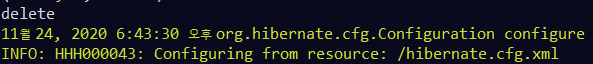 delete
11월 24, 2020 6:43:30 오후 org.hibernate.cfg.Configuration configure
INFO: HHH000043: Configuring from resource: /hibernate.cfg.xml